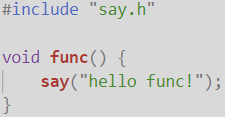 #include "say.h"
void func() {
    say("hello func!");
}